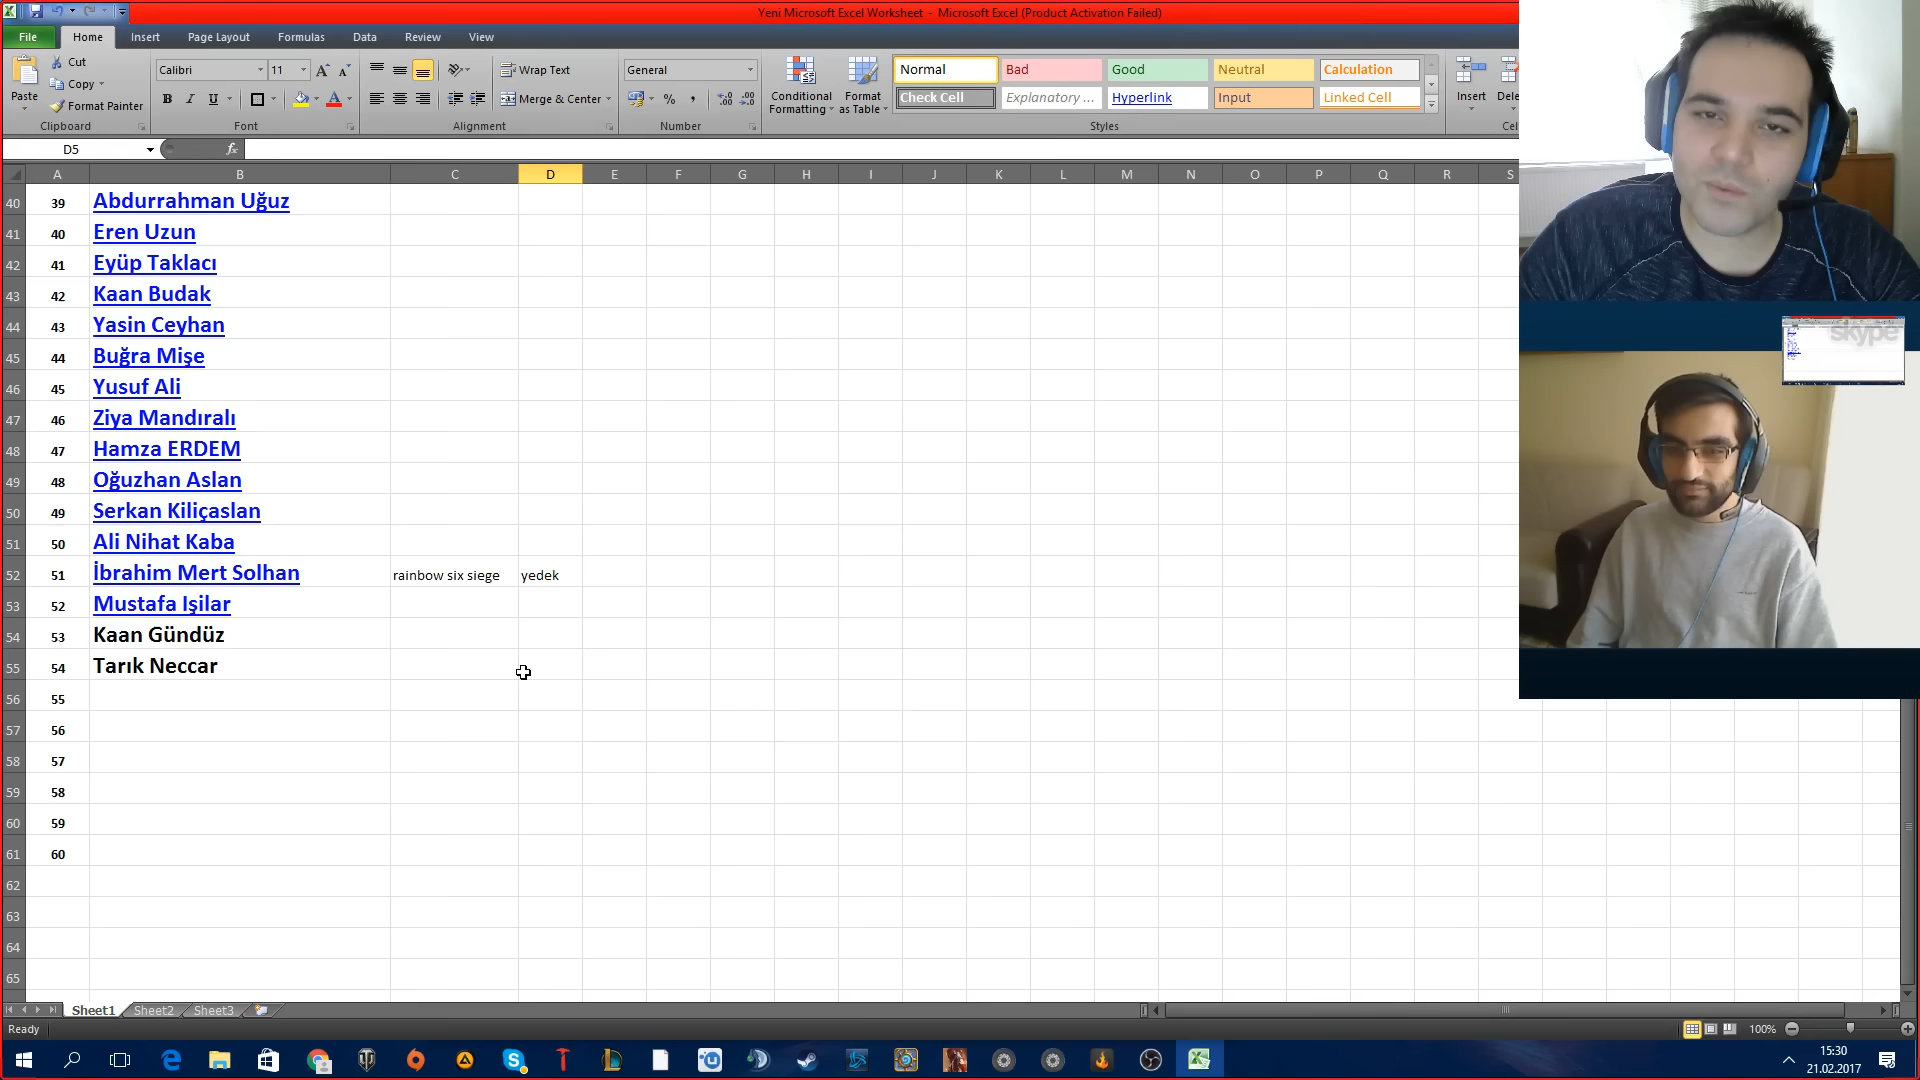 Yeni Microsoft Excel Worksheet - Microsoft Excel (Product Activation Failed)
File Home Insert Page Layout Formulas Data Review View
Paste
Cut
Copy
Format Painter
Clipboard
Calibri 11
B I U
Font
Wrap Text
Merge & Center
Alignment
General
Number
Conditional Formatting
Format as Table
Normal Bad Good Neutral Calculation
Check Cell Explanatory ... Hyperlink Input Linked Cell
Styles
Insert Dele
Cel
D5 fx
A B C D E F G H I J K L M N O P Q R S
40 39 Abdurrahman Uğuz
41 40 Eren Uzun
42 41 Eyüp Taklacı
43 42 Kaan Budak
44 43 Yasin Ceyhan
45 44 Buğra Mişe
46 45 Yusuf Ali
47 46 Ziya Mandıralı
48 47 Hamza ERDEM
49 48 Oğuzhan Aslan
50 49 Serkan Kiliçaslan
51 50 Ali Nihat Kaba
52 51 İbrahim Mert Solhan rainbow six siege yedek
53 52 Mustafa Işilar
54 53 Kaan Gündüz
55 54 Tarık Neccar
56 55
57 56
58 57
59 58
60 59
61 60
62
63
64
65
skype
Sheet1 Sheet2 Sheet3
Ready
100%
15:30
21.02.2017